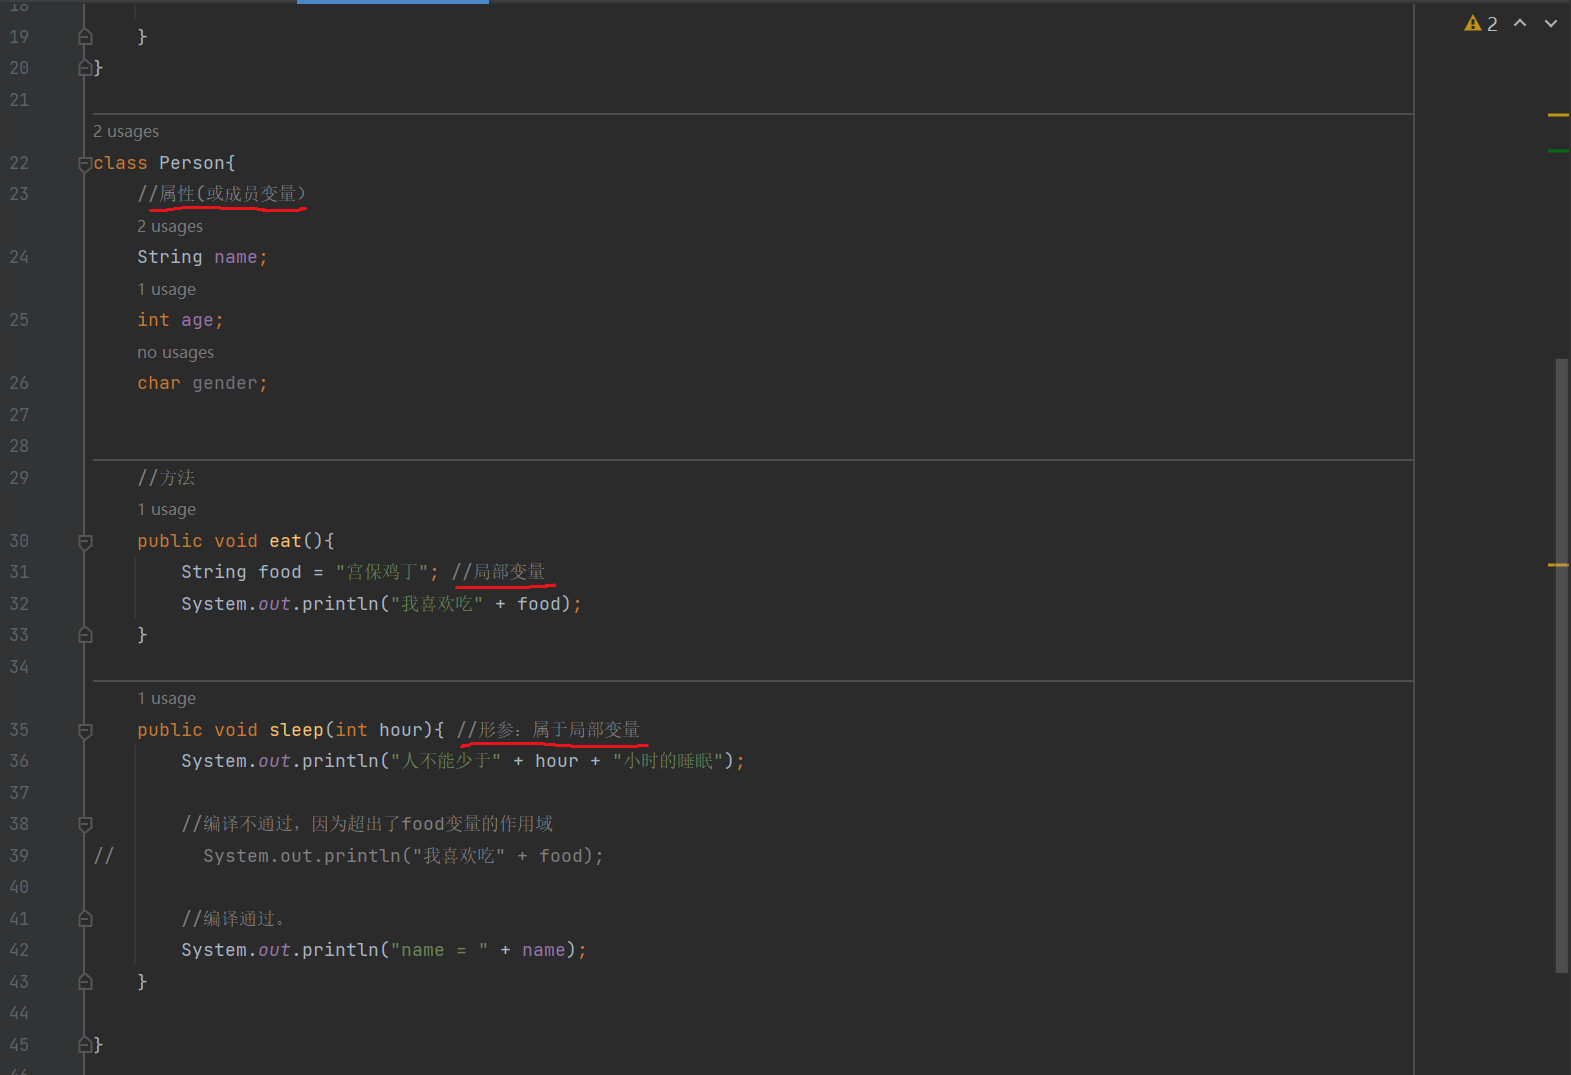 18
2
19 }
20 }
21
2 usages
22 class Person{
23 //属性(或成员变量）
2 usages
24 String name;
1 usage
25 int age;
no usages
26 char gender;
27
28
29 //方法
1 usage
30 public void eat(){
31 String food = "宫保鸡丁"; //局部变量
32 System.out.println("我喜欢吃" + food);
33 }
34
1 usage
35 public void sleep(int hour){ //形参：属于局部变量
36 System.out.println("人不能少于" + hour + "小时的睡眠");
37
38 //编译不通过，因为超出了food变量的作用域
39 // System.out.println("我喜欢吃" + food);
40
41 //编译通过。
42 System.out.println("name = " + name);
43 }
44
45 }
46